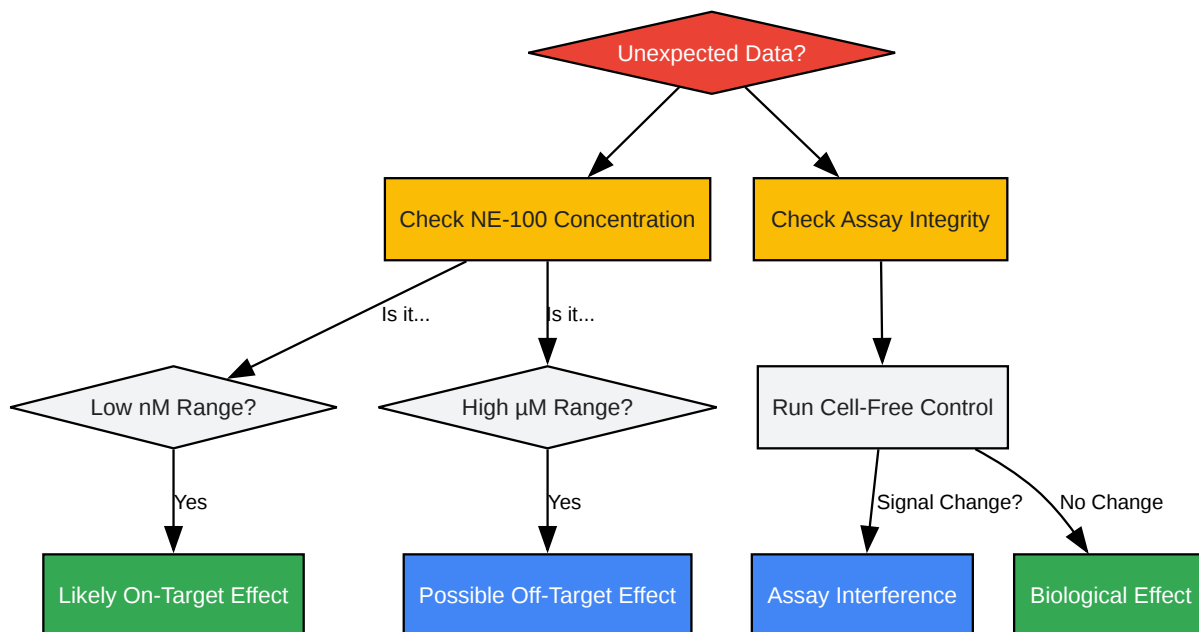 Unexpected Data?
Check NE-100 Concentration
Check Assay Integrity
Is it...
Is it...
Low nM Range?
High µM Range?
Run Cell-Free Control
Yes
Yes
Signal Change?
No Change
Likely On-Target Effect
Possible Off-Target Effect
Assay Interference
Biological Effect